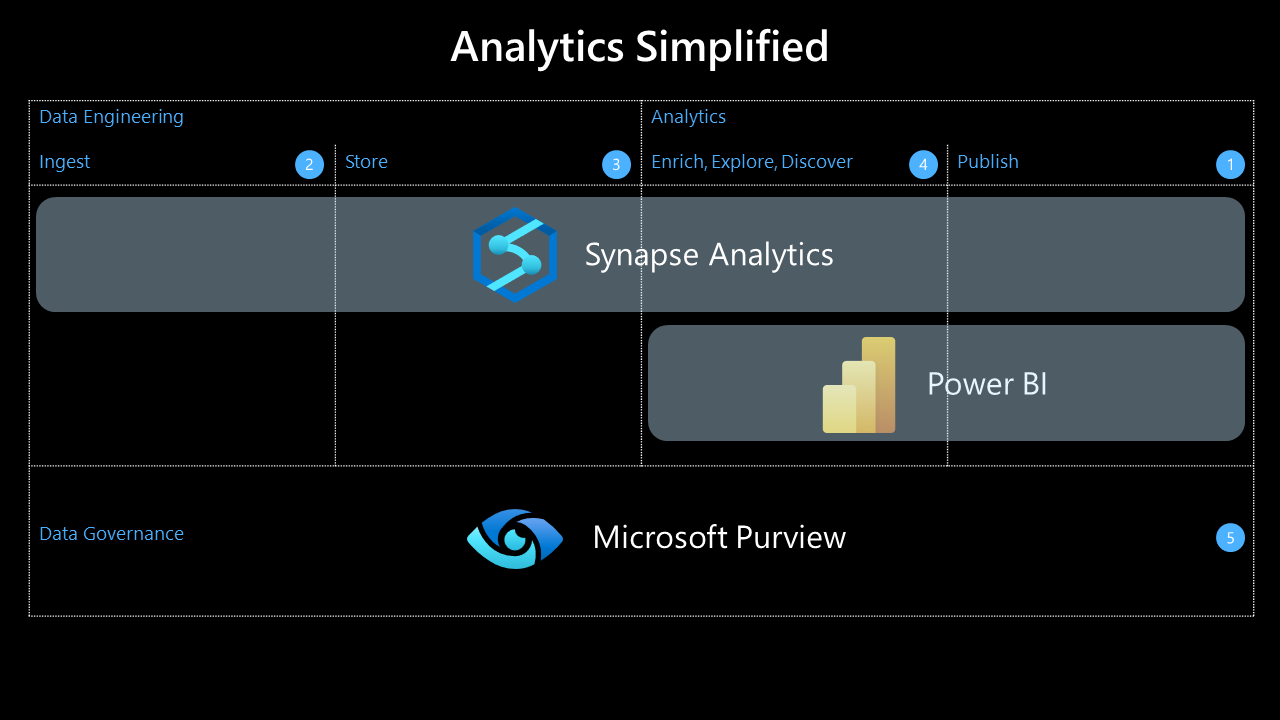 Analytics Simplified
Data Engineering
Analytics
Ingest
2
Store
3
Enrich, Explore, Discover
4
Publish
1
Synapse Analytics
Power BI
Data Governance
Microsoft Purview
5